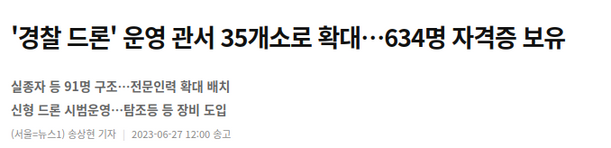 '경찰 드론' 운영 관서 35개소로 확대…634명 자격증 보유
실종자 등 91명 구조…전문인력 확대 배치
신형 드론 시범운영…탐조등 등 장비 도입
(서울=뉴스1) 송상현 기자 | 2023-06-27 12:00 송고